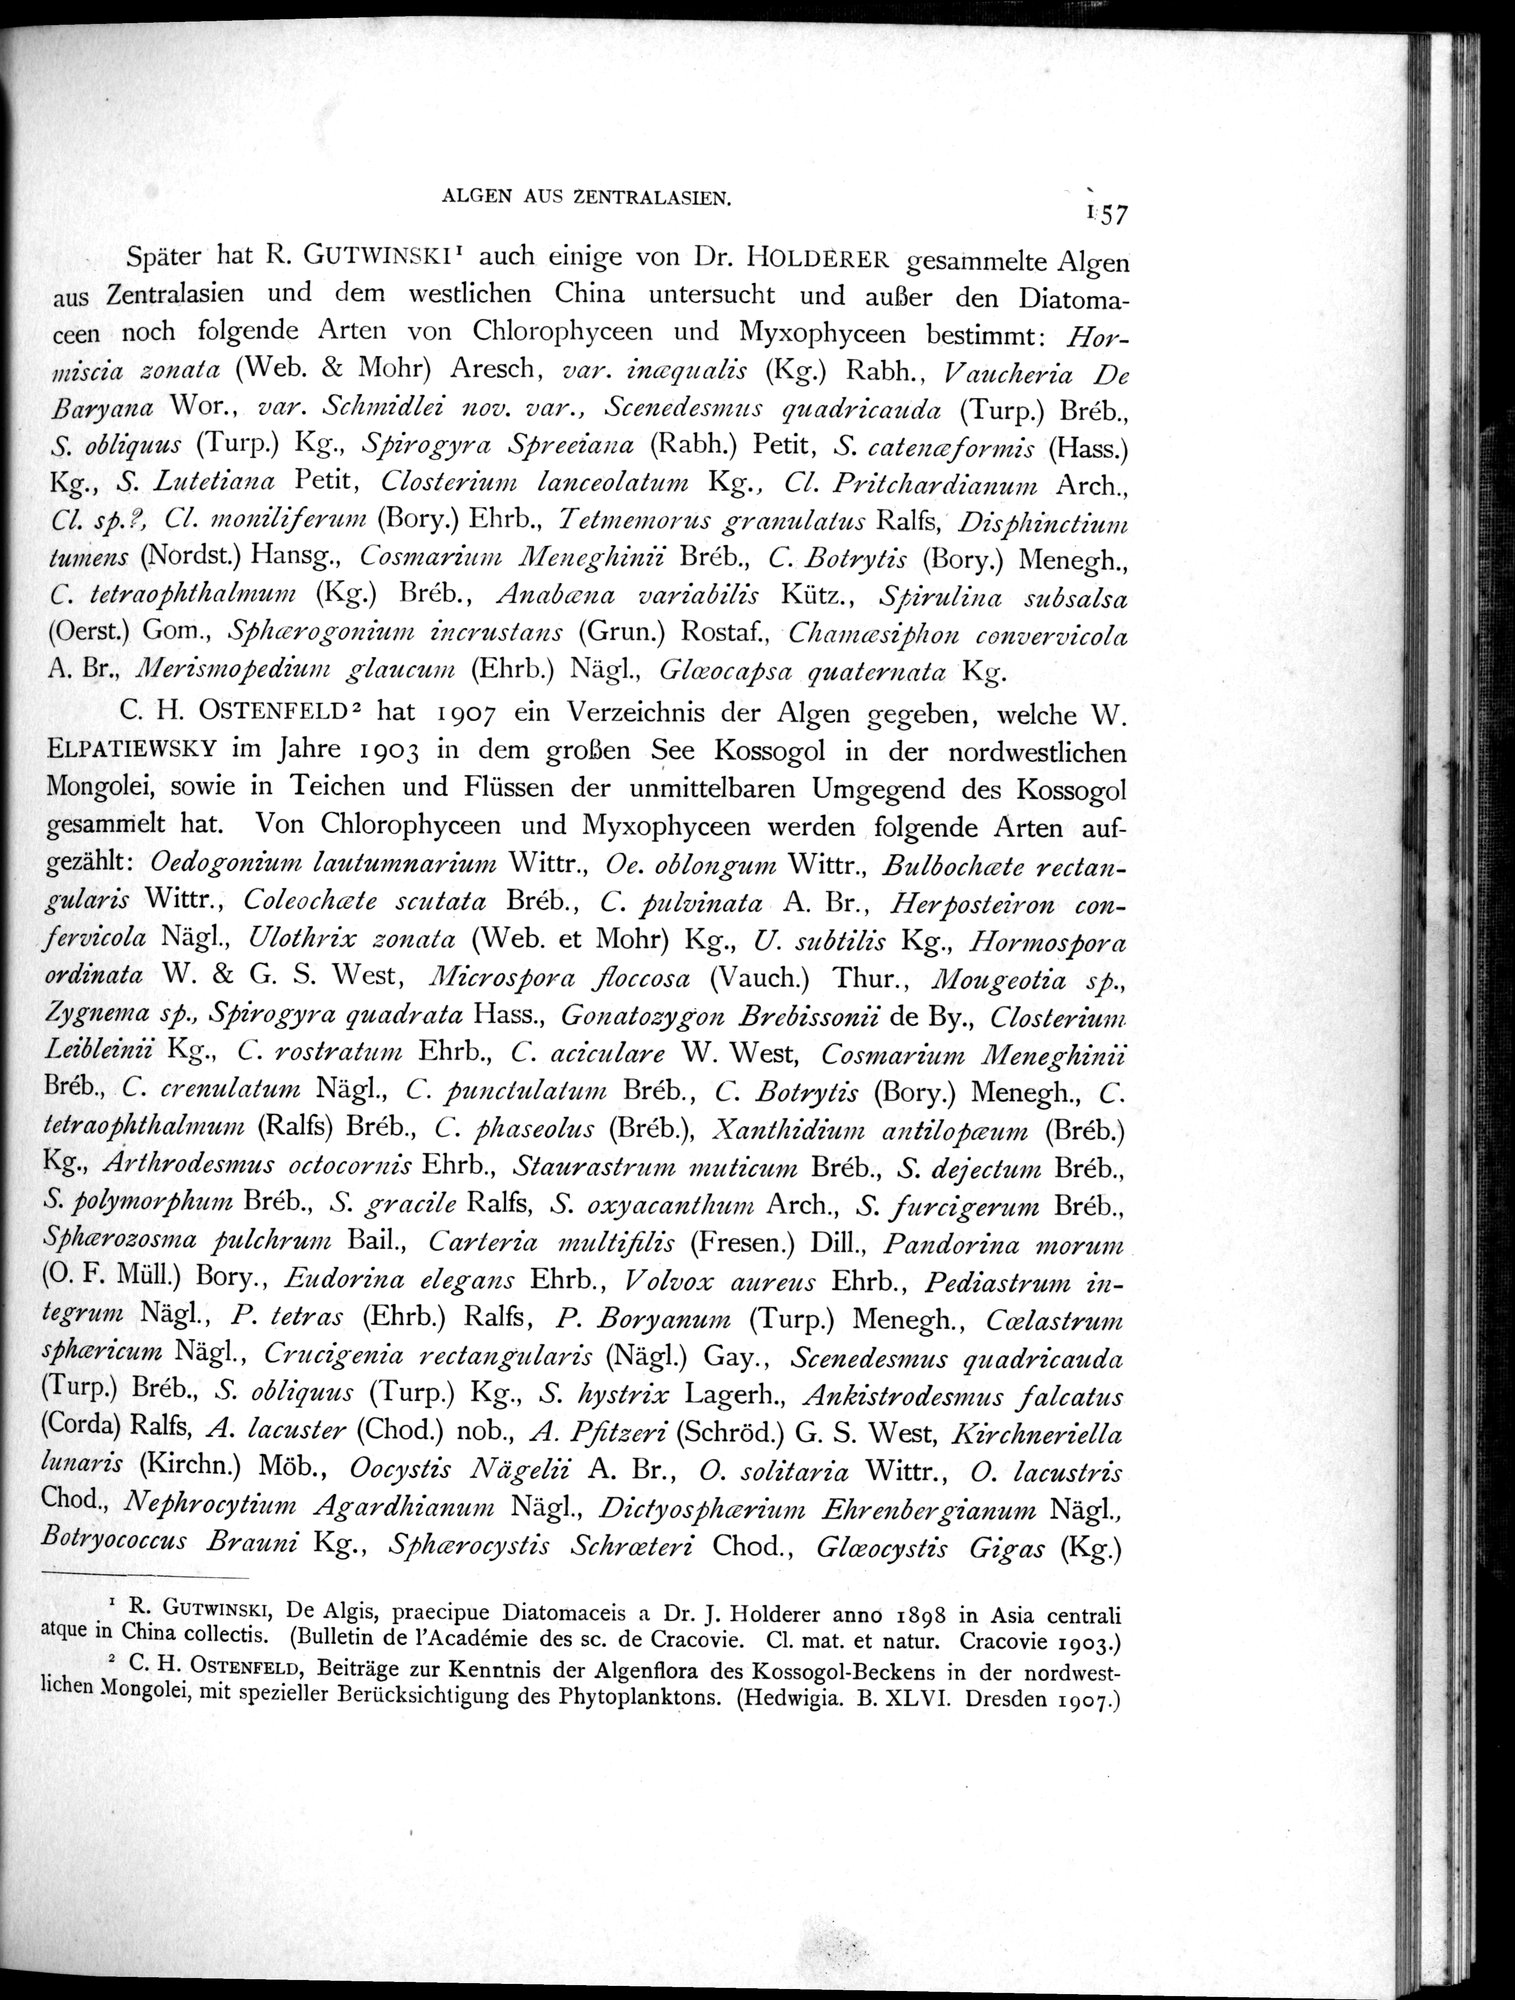 ALGEN AUS ZENTRALASIEN.
157
Später hat R. GUTWINSKI¹ auch einige von Dr. HOLDERER gesammelte Algen
aus Zentralasien und dem westlichen China untersucht und außer den Diatoma-
ceen noch folgende Arten von Chlorophyceen und Myxophyceen bestimmt: Hor-
miscia zonata (Web. & Mohr) Aresch, var. inæqualis (Kg.) Rabh., Vaucheria De
Baryana Wor., var. Schmidlei nov. var., Scenedesmus quadricauda (Turp.) Bréb.,
S. obliquus (Turp.) Kg., Spirogyra Spreeiana (Rabh.) Petit, S. catenæformis (Hass.)
Kg., S. Lutetiana Petit, Closterium lanceolatum Kg., Cl. Pritchardianum Arch.,
Cl. sp.?, Cl. moniliferum (Bory.) Ehrb., Tetmemorus granulatus Ralfs, Disphinctium
tumens (Nordst.) Hansg., Cosmarium Meneghinii Bréb., C. Botrytis (Bory.) Menegh.,
C. tetraophthalmum (Kg.) Bréb., Anabæna variabilis Kütz., Spirulina subsalsa
(Oerst.) Gom., Sphærogonium incrustans (Grun.) Rostaf., Chamæsiphon convervicola
A. Br., Merismopedium glaucum (Ehrb.) Nägl., Glœocapsa quaternata Kg.
C. H. OSTENFELD² hat 1907 ein Verzeichnis der Algen gegeben, welche W.
ELPATIEWSKY im Jahre 1903 in dem großen See Kossogol in der nordwestlichen
Mongolei, sowie in Teichen und Flüssen der unmittelbaren Umgegend des Kossogol
gesammelt hat. Von Chlorophyceen und Myxophyceen werden folgende Arten auf-
gezählt: Oedogonium lautumnarium Wittr., Oe. oblongum Wittr., Bulbochæte rectan-
gularis Wittr., Coleochæte scutata Bréb., C. pulvinata A. Br., Herposteiron con-
fervicola Nägl., Ulothrix zonata (Web. et Mohr) Kg., U. subtilis Kg., Hormospora
ordinata W. & G. S. West, Microspora floccosa (Vauch.) Thur., Mougeotia sp.,
Zygnema sp., Spirogyra quadrata Hass., Gonatozygon Brebissonii de By., Closterium
Leibleinii Kg., C. rostratum Ehrb., C. aciculare W. West, Cosmarium Meneghinii
Bréb., C. crenulatum Nägl., C. punctulatum Bréb., C. Botrytis (Bory.) Menegh., C.
tetraophthalmum (Ralfs) Bréb., C. phaseolus (Bréb.), Xanthidium antilopæum (Bréb.)
Kg., Arthrodesmus octocornis Ehrb., Staurastrum muticum Bréb., S. dejectum Bréb.,
S. polymorphum Bréb., S. gracile Ralfs, S. oxyacanthum Arch., S. furcigerum Bréb.,
Sphærozosma pulchrum Bail., Carteria multifilis (Fresen.) Dill., Pandorina morum
(O. F. Müll.) Bory., Eudorina elegans Ehrb., Volvox aureus Ehrb., Pediastrum in-
tegrum Nägl., P. tetras (Ehrb.) Ralfs, P. Boryanum (Turp.) Menegh., Cœlastrum
sphæricum Nägl., Crucigenia rectangularis (Nägl.) Gay., Scenedesmus quadricauda
(Turp.) Bréb., S. obliquus (Turp.) Kg., S. hystrix Lagerh., Ankistrodesmus falcatus
(Corda) Ralfs, A. lacuster (Chod.) nob., A. Pfitzeri (Schröd.) G. S. West, Kirchneriella
lunaris (Kirchn.) Möb., Oocystis Nägelii A. Br., O. solitaria Wittr., O. lacustris
Chod., Nephrocytium Agardhianum Nägl., Dictyosphærium Ehrenbergianum Nägl.,
Botryococcus Brauni Kg., Sphærocystis Schrœteri Chod., Glœocystis Gigas (Kg.)
¹ R. GUTWINSKI, De Algis, praecipue Diatomaceis a Dr. J. Holderer anno 1898 in Asia centrali
atque in China collectis. (Bulletin de l'Académie des sc. de Cracovie. Cl. mat. et natur. Cracovie 1903.)
² C. H. OSTENFELD, Beiträge zur Kenntnis der Algenflora des Kossogol-Beckens in der nordwest-
lichen Mongolei, mit spezieller Berücksichtigung des Phytoplanktons. (Hedwigia. B. XLVI. Dresden 1907.)